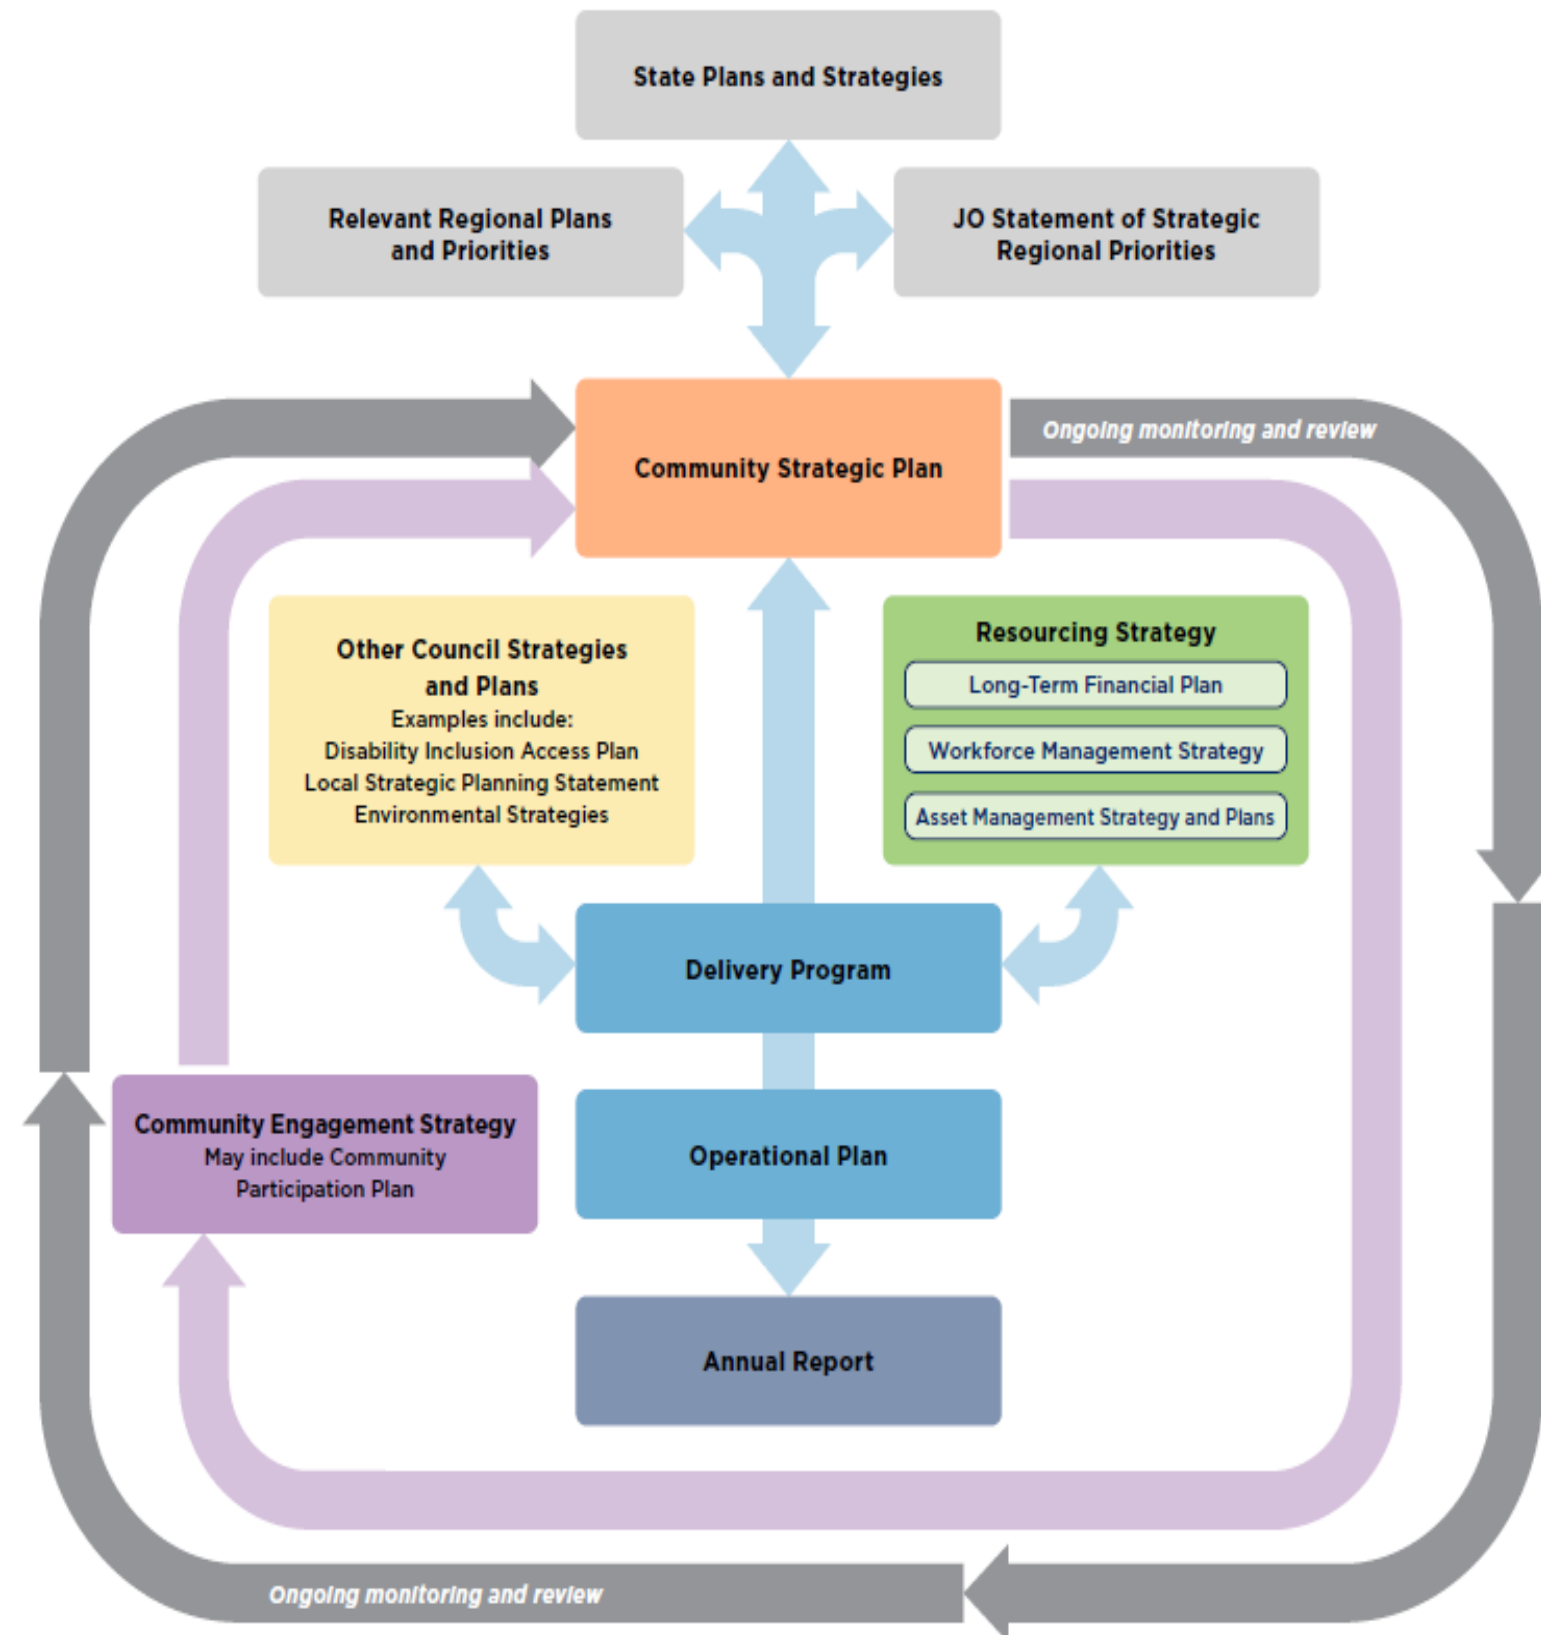 State Plans and Strategies
Relevant Regional Plans
and Priorities
JO Statement of Strategic
Regional Priorities
Ongoing monitoring and review
Community Strategic Plan
Other Council Strategies
and Plans
Examples include:
Disability Inclusion Access Plan
Local Strategic Planning Statement
Environmental Strategies
Resourcing Strategy
Long-Term Financial Plan
Workforce Management Strategy
Asset Management Strategy and Plans
Delivery Program
Community Engagement Strategy
May include Community
Participation Plan
Operational Plan
Annual Report
Ongoing monitoring and review